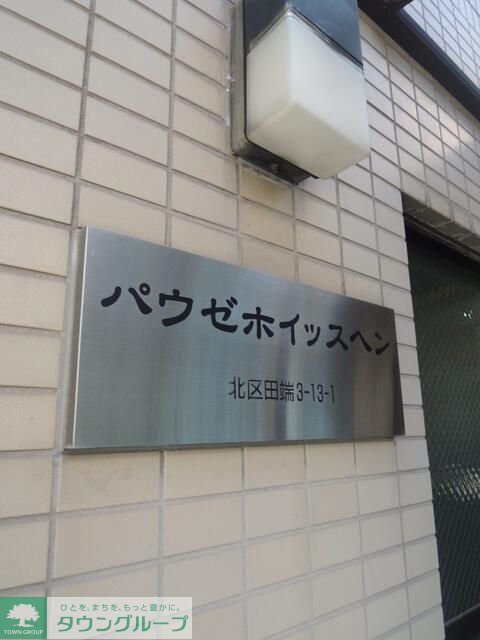 パウゼホイッスヘン
北区田端3-13-1
ひとを、まちを、もっと豊かに。
タウングループ
TOWN GROUP